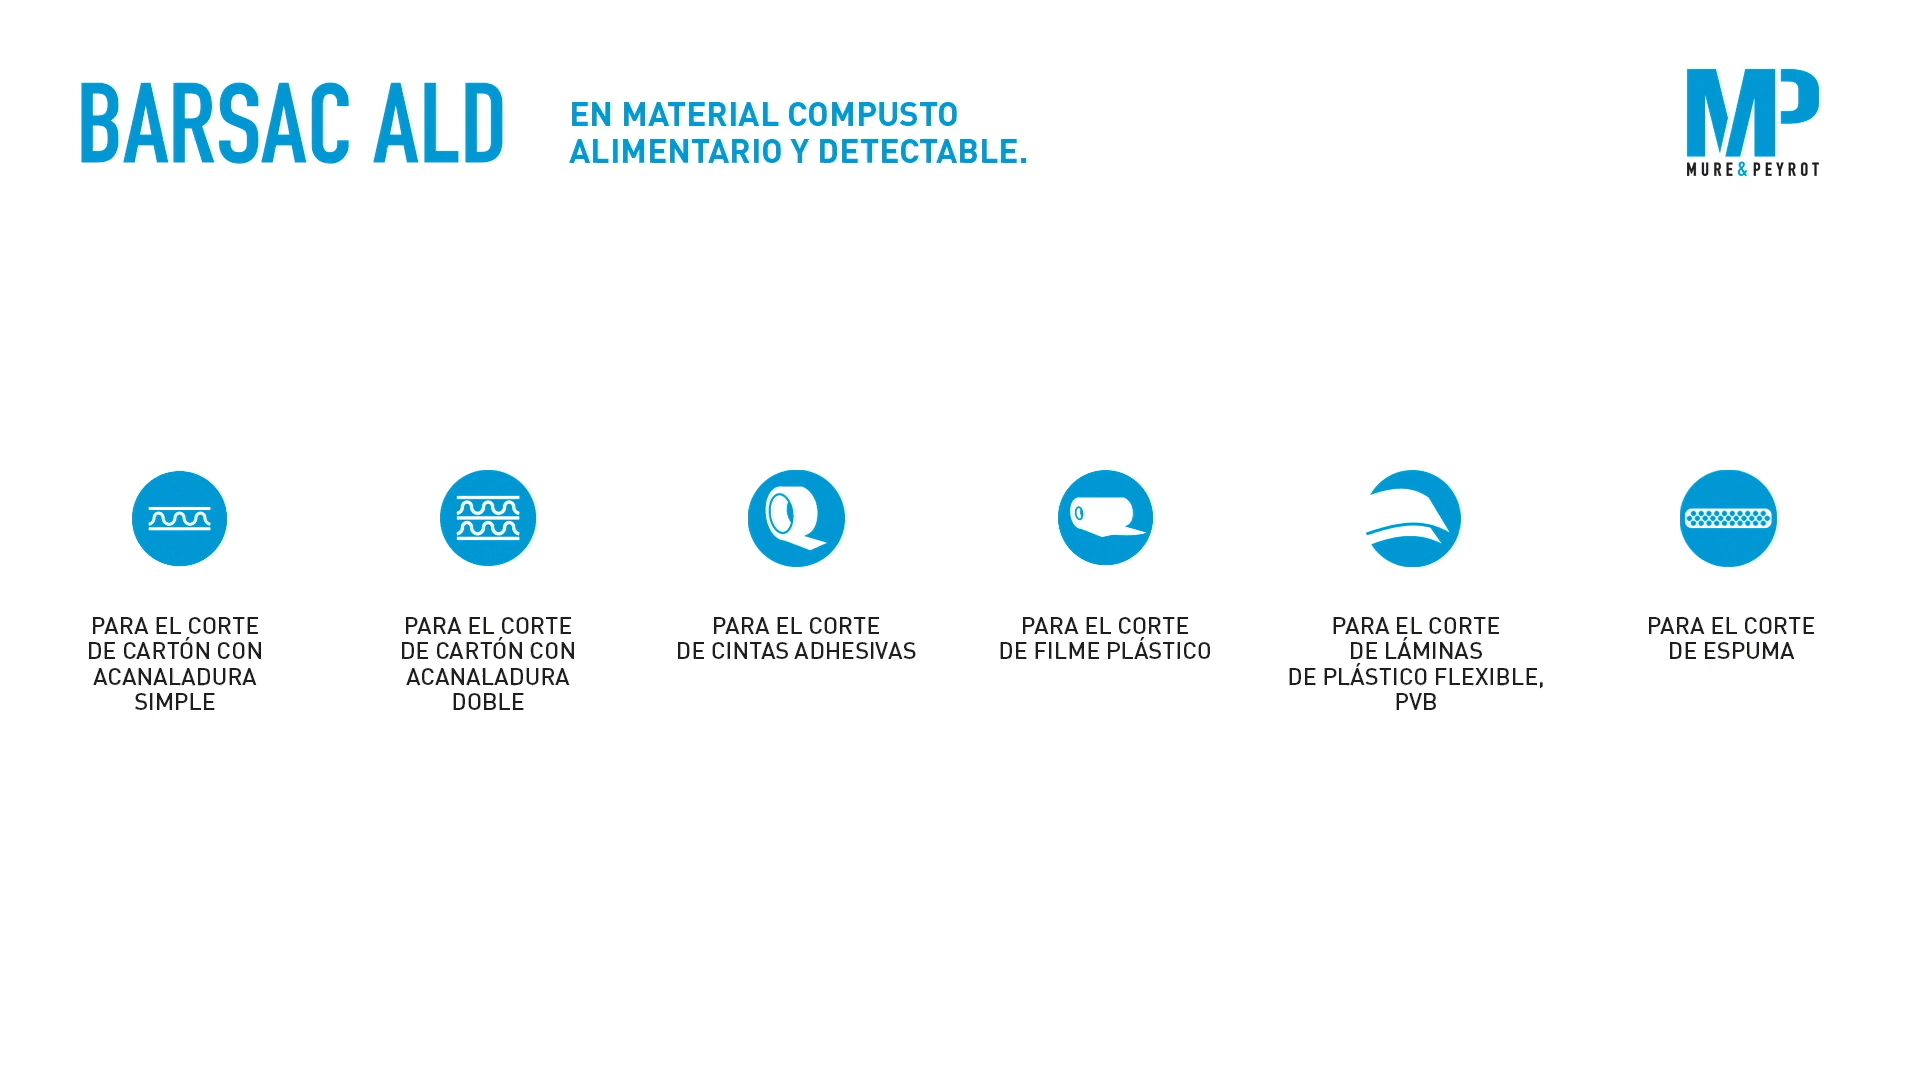 BARSAC ALD
EN MATERIAL COMPUSTO
ALIMENTARIO Y DETECTABLE.
MP
MURE&PEYROT
PARA EL CORTE
DE CARTÓN CON
ACANALADURA
SIMPLE
PARA EL CORTE
DE CARTÓN CON
ACANALADURA
DOBLE
PARA EL CORTE
DE CINTAS ADHESIVAS
PARA EL CORTE
DE FILME PLÁSTICO
PARA EL CORTE
DE LÁMINAS
DE PLÁSTICO FLEXIBLE,
PVB
PARA EL CORTE
DE ESPUMA